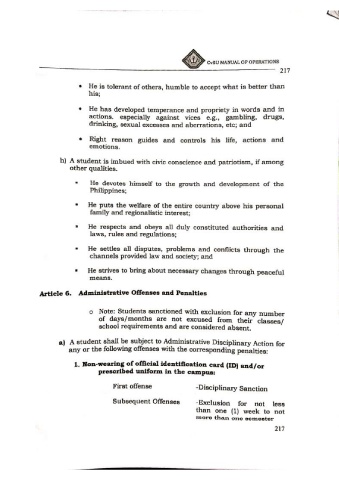 CvSU MANUAL OF OPERATIONS
217
• He is tolerant of others, humble to accept what is better than
his;
• He has developed temperance and propriety in words and in
actions, especially against vices e.g., gambling, drugs,
drinking, sexual excesses and aberrations, etc; and
• Right reason guides and controls his life, actions and
emotions.
b) A student is imbued with civic conscience and patriotism, if among
other qualities.
• He devotes himself to the growth and development of the
Philippines;
• He puts the welfare of the entire country above his personal
family and regionalistic interest;
• He respects and obeys all duly constituted authorities and
laws, rules and regulations;
• He settles all disputes, problems and conflicts through the
channels provided law and society; and
• He strives to bring about necessary changes through peaceful
means.
Article 6. Administrative Offenses and Penalties
o Note: Students sanctioned with exclusion for any number
of days/months are not excused from their classes/
school requirements and are considered absent.
a) A student shall be subject to Administrative Disciplinary Action for
any or the following offenses with the corresponding penalties:
1. Non-wearing of official identification card (ID) and/or
prescribed uniform in the campus:
First offense -Disciplinary Sanction
Subsequent Offenses -Exclusion for not less
than one (1) week to not
more than one semester
217